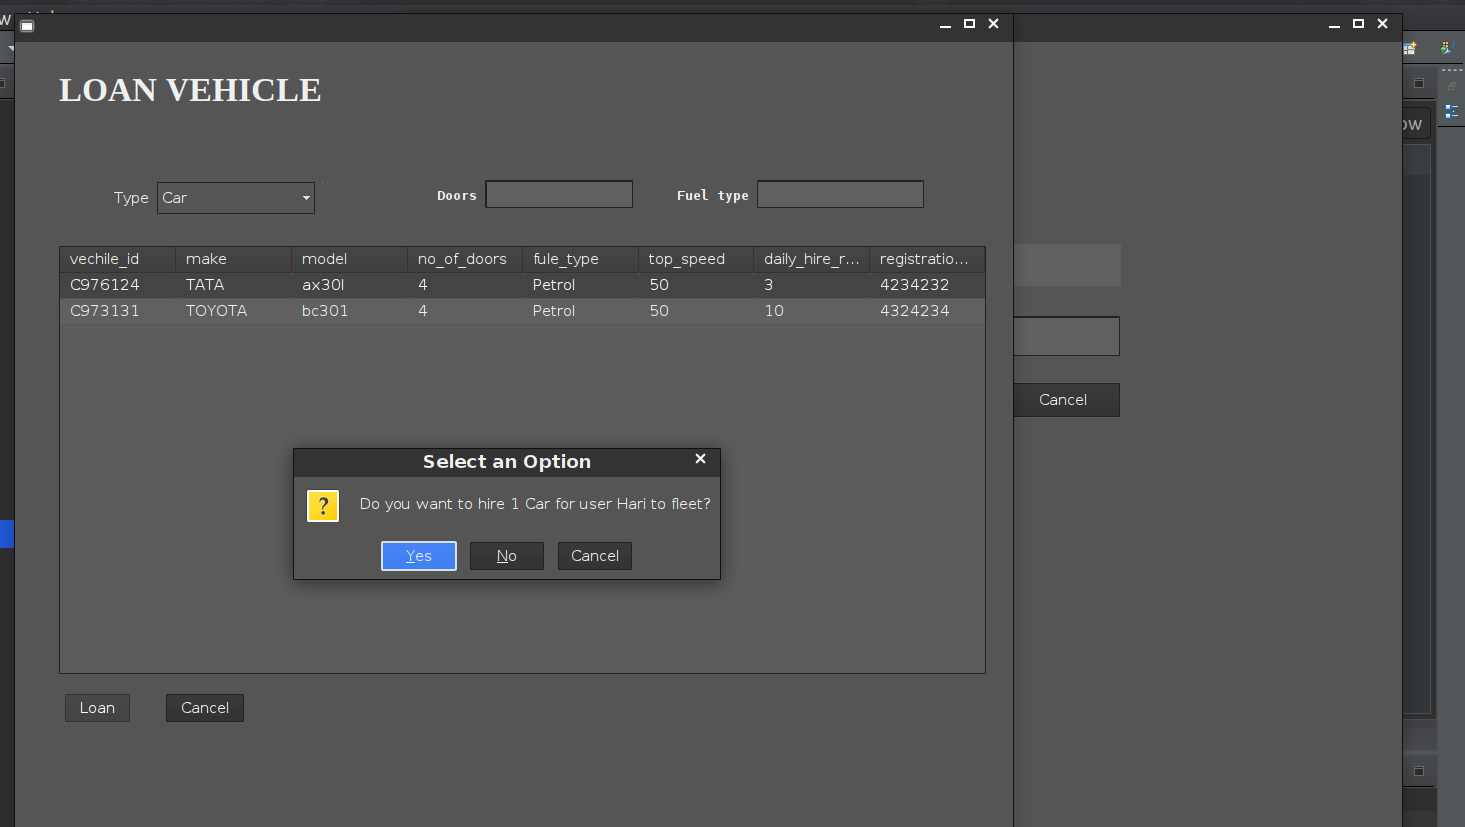 LOAN VEHICLE
Type Car Doors Fuel type
vechile_id make model no_of_doors fule_type top_speed daily_hire_r... registratio...
C976124 TATA ax30l 4 Petrol 50 3 4234232
C973131 TOYOTA bc301 4 Petrol 50 10 4324234
Cancel
Select an Option
? Do you want to hire 1 Car for user Hari to fleet?
Yes No Cancel
Loan Cancel